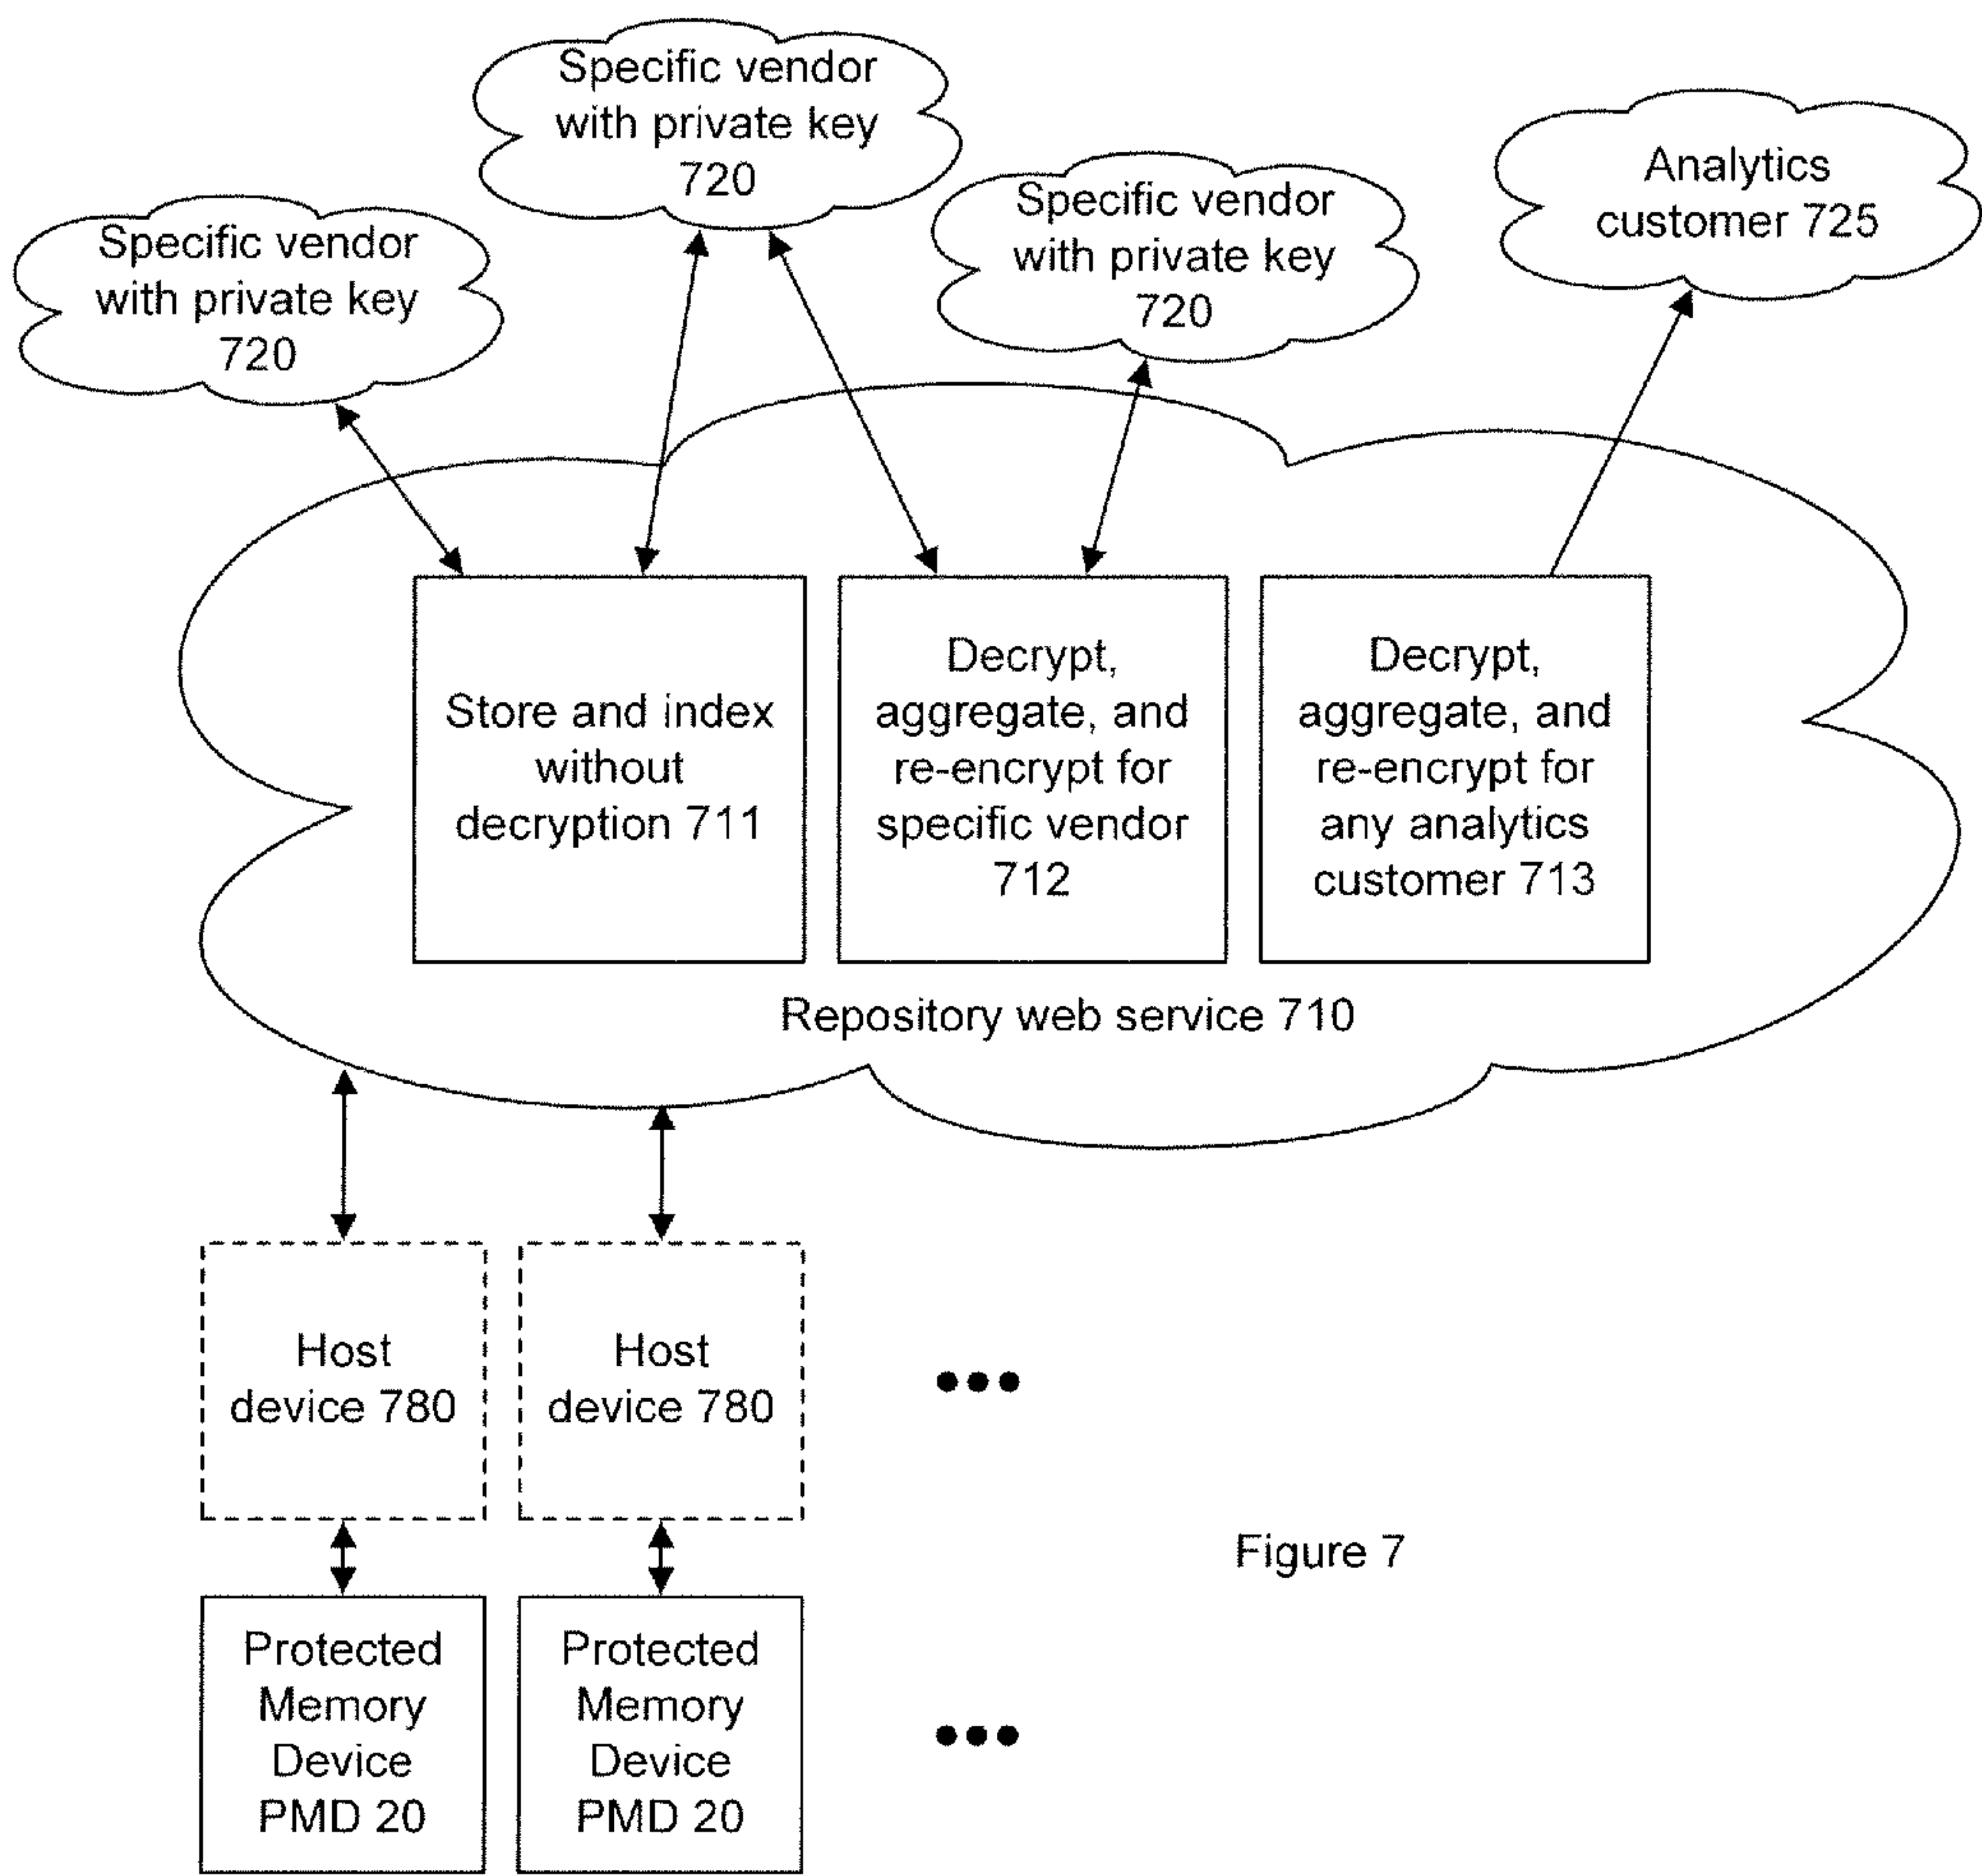 Specific vendor
with private key
720
Specific vendor
with private key
720
Specific vendor
with private key
720
Analytics
customer 725
Store and index
without
decryption 711
Decrypt,
aggregate, and
re-encrypt for
specific vendor
712
Decrypt,
aggregate, and
re-encrypt for
any analytics
customer 713
Repository web service 710
Host
device 780
Host
device 780
Figure 7
Protected
Memory
Device
PMD 20
Protected
Memory
Device
PMD 20